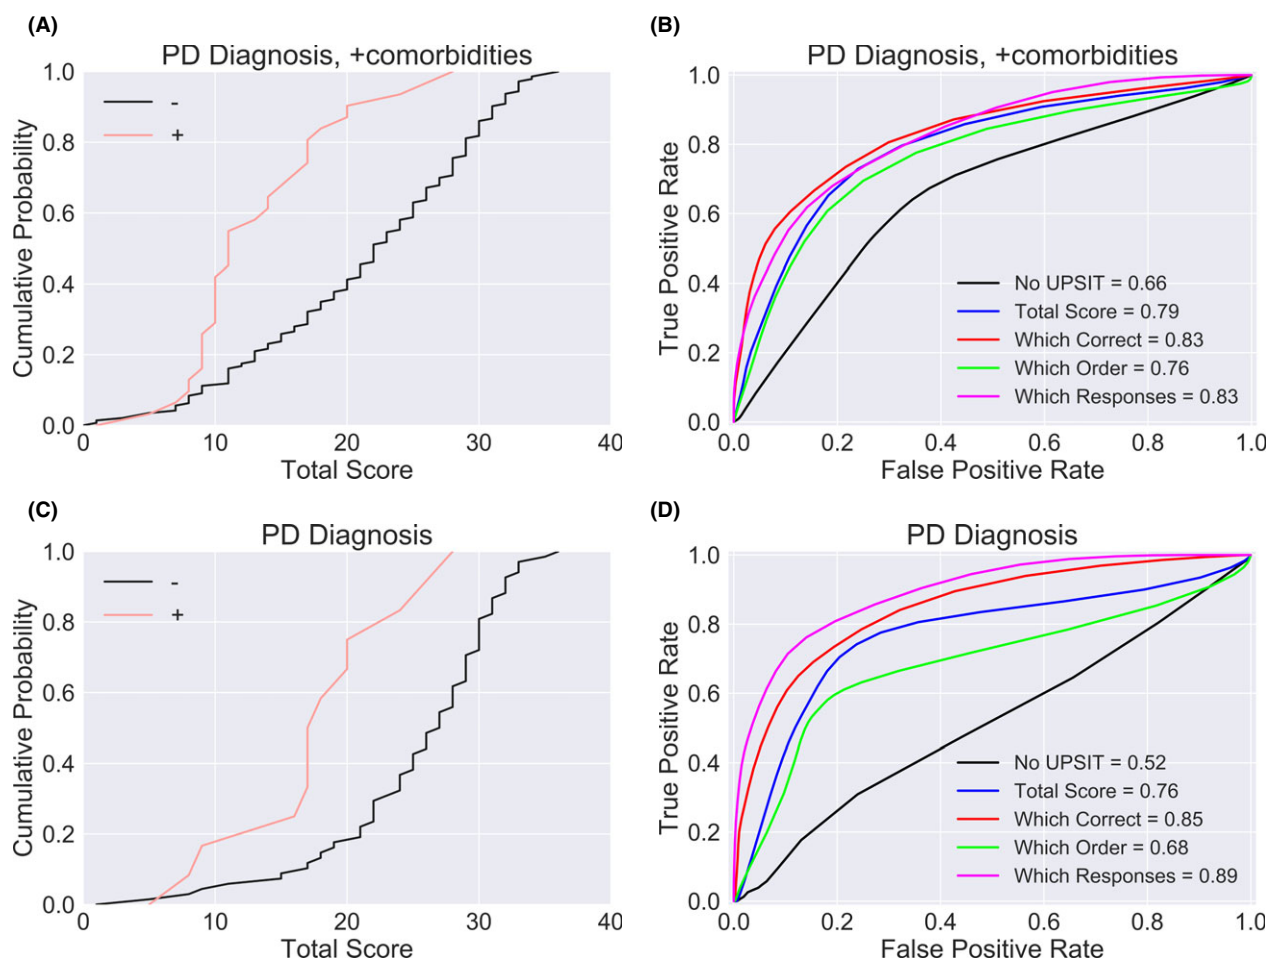 (A)
PD Diagnosis, +comorbidities
1.0
0.8
0.6
0.4
0.2
0.0
Cumulative Probability
-
+
0
10
20
30
40
Total Score
(B)
PD Diagnosis, +comorbidities
1.0
0.8
0.6
0.4
0.2
0.0
True Positive Rate
No UPSIT = 0.66
Total Score = 0.79
Which Correct = 0.83
Which Order = 0.76
Which Responses = 0.83
0.0
0.2
0.4
0.6
0.8
1.0
False Positive Rate
(C)
PD Diagnosis
1.0
0.8
0.6
0.4
0.2
0.0
Cumulative Probability
-
+
0
10
20
30
40
Total Score
(D)
PD Diagnosis
1.0
0.8
0.6
0.4
0.2
0.0
True Positive Rate
No UPSIT = 0.52
Total Score = 0.76
Which Correct = 0.85
Which Order = 0.68
Which Responses = 0.89
0.0
0.2
0.4
0.6
0.8
1.0
False Positive Rate